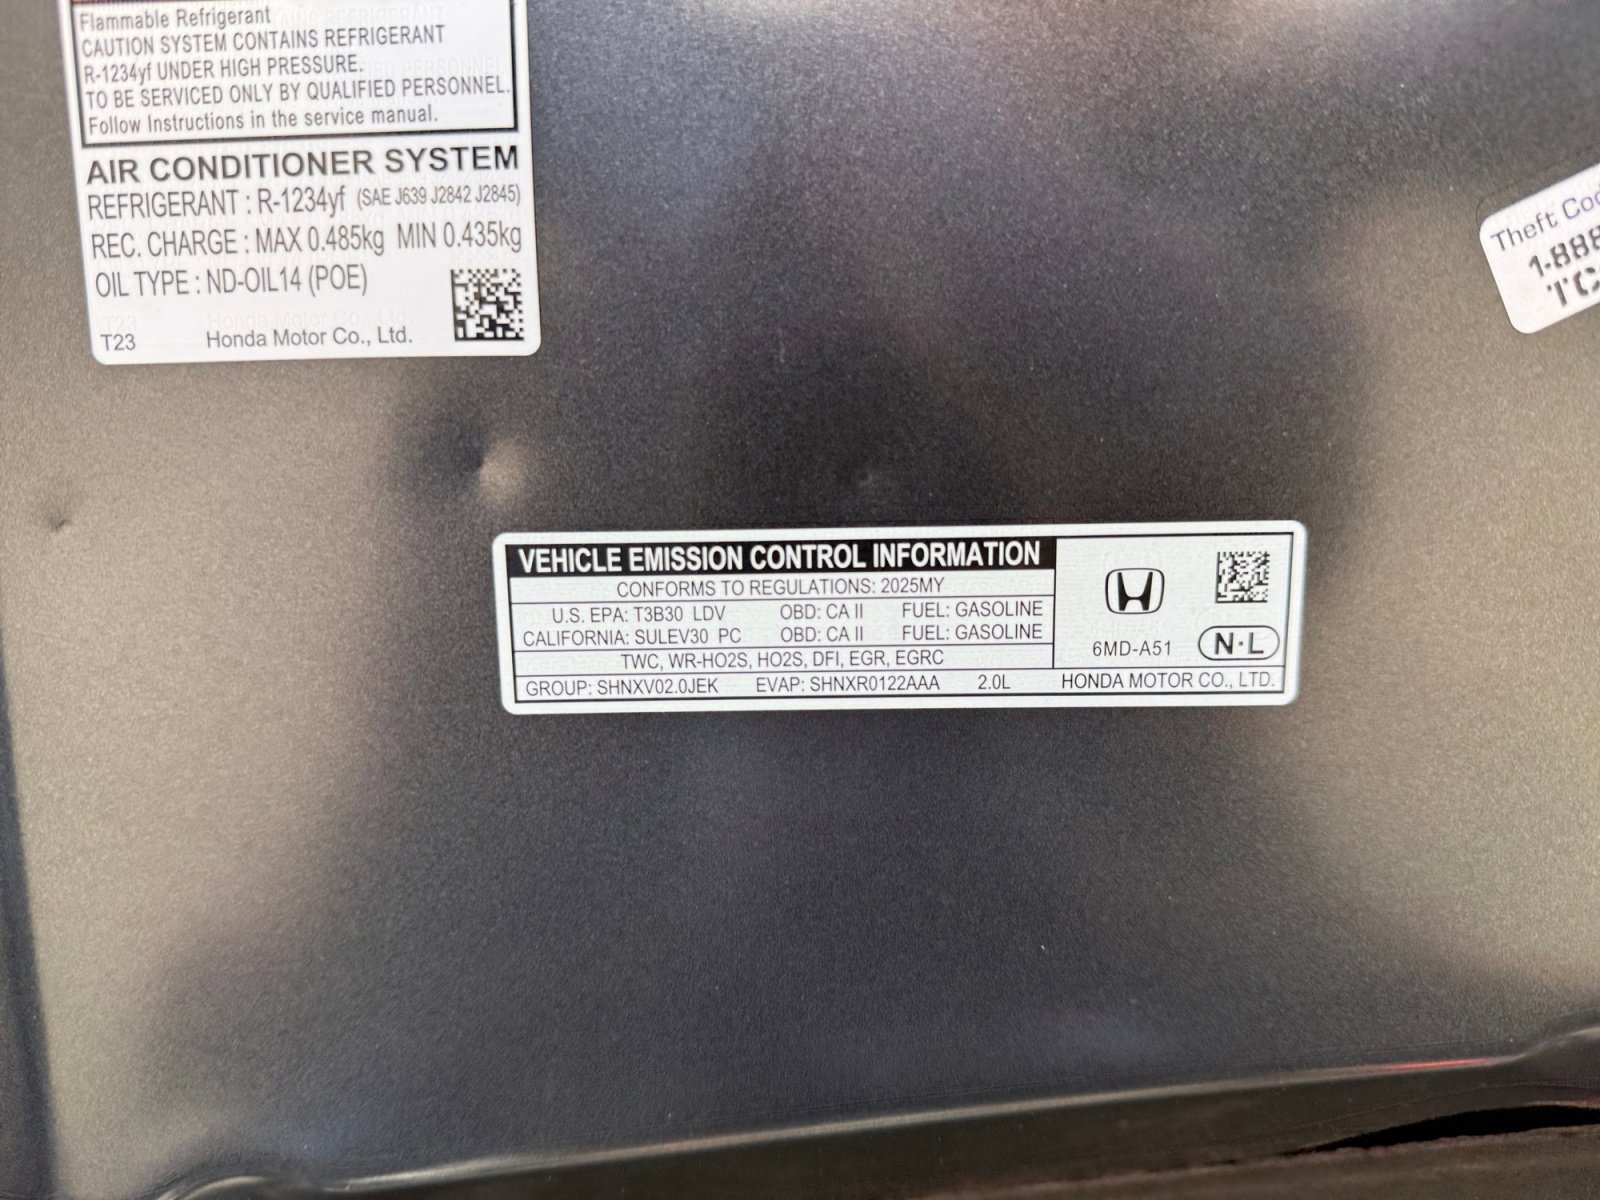 Flammable Refrigerant
CAUTION SYSTEM CONTAINS REFRIGERANT
R-1234yf UNDER HIGH PRESSURE.
TO BE SERVICED ONLY BY QUALIFIED PERSONNEL.
Follow Instructions in the service manual.
AIR CONDITIONER SYSTEM
REFRIGERANT : R-1234yf (SAE J639 J2842 J2845)
REC. CHARGE : MAX 0.485kg MIN 0.435kg
OIL TYPE : ND-OIL14 (POE)
T23 Honda Motor Co., Ltd.
Theft
1-888
VEHICLE EMISSION CONTROL INFORMATION
CONFORMS TO REGULATIONS: 2025MY
U.S. EPA: T3B30 LDV OBD: CA II FUEL: GASOLINE
CALIFORNIA: SULEV30 PC OBD: CA II FUEL: GASOLINE
TWC, WR-HO2S, HO2S, DFI, EGR, EGRC
GROUP: SHNXV02.0JEK EVAP: SHNXR0122AAA 2.0L
6MD-A51 N·L
HONDA MOTOR CO., LTD.